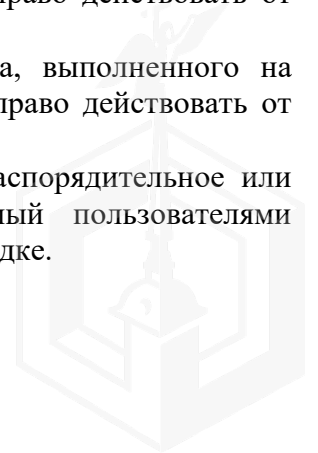 право действовать от
а, выполненного на
право действовать от
аспорядительное или
ный пользователями
дке.